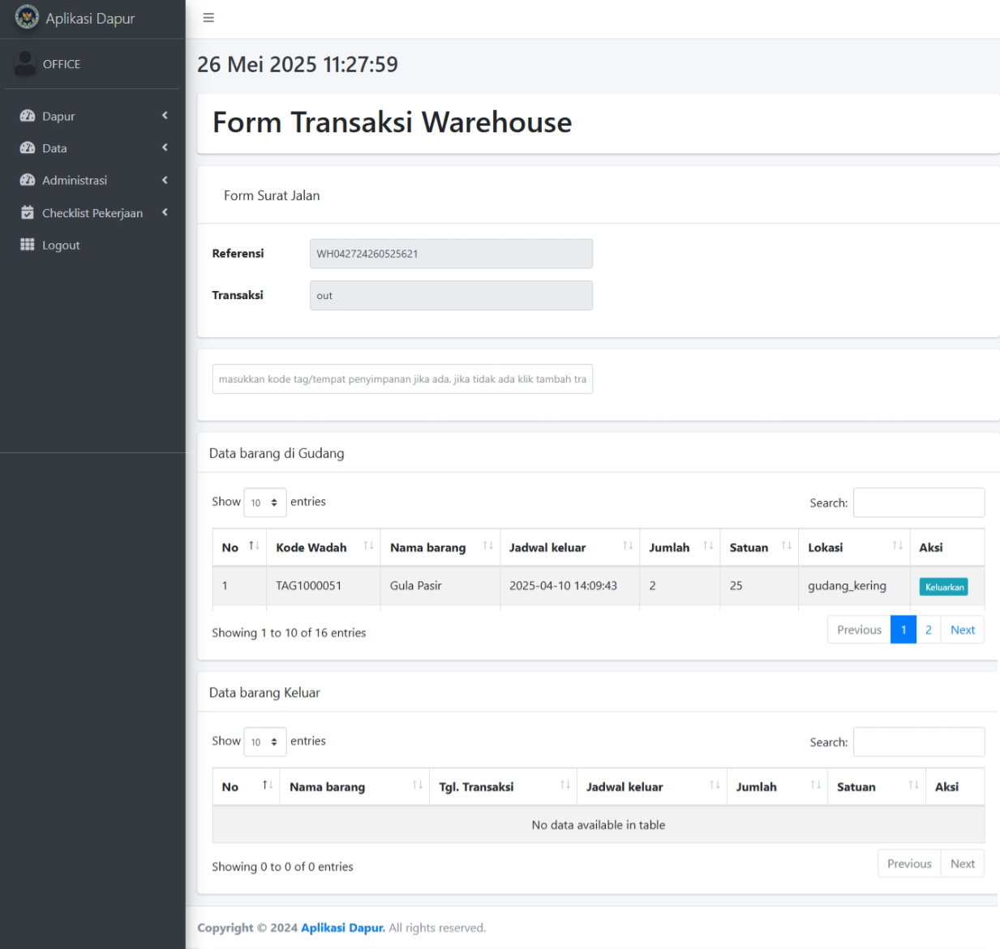 Aplikasi Dapur
OFFICE
Dapur
Data
Administrasi
Checklist Pekerjaan
Logout
26 Mei 2025 11:27:59
Form Transaksi Warehouse
Form Surat Jalan
Referensi WH042724260525621
Transaksi out
masukkan kode tag/tempat penyimpanan jika ada. jika tidak ada klik tambah tra
Data barang di Gudang
Show 10 entries Search:
No Kode Wadah Nama barang Jadwal keluar Jumlah Satuan Lokasi Aksi
1 TAG1000051 Gula Pasir 2025-04-10 14:09:43 2 25 gudang_kering Keluarkan
Showing 1 to 10 of 16 entries Previous 1 2 Next
Data barang Keluar
Show 10 entries Search:
No Nama barang Tgl. Transaksi Jadwal keluar Jumlah Satuan Aksi
No data available in table
Showing 0 to 0 of 0 entries Previous Next
Copyright © 2024 Aplikasi Dapur. All rights reserved.